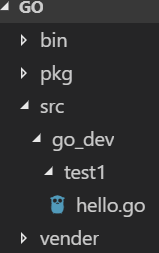 GO
bin
pkg
src
go_dev
test1
hello.go
vender